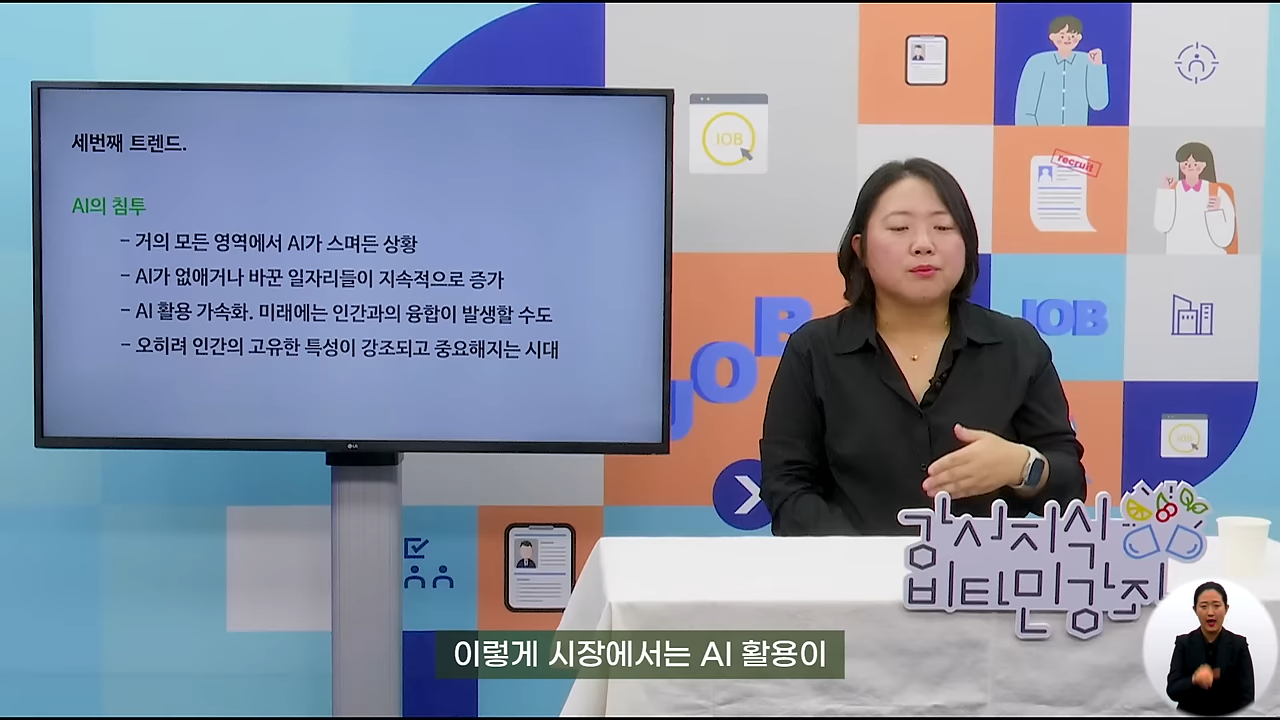 세번째 트렌드.
AI의 침투
- 거의 모든 영역에서 AI가 스며든 상황
- AI가 없애거나 바꾼 일자리들이 지속적으로 증가
- AI 활용 가속화. 미래에는 인간과의 융합이 발생할 수도
- 오히려 인간의 고유한 특성이 강조되고 중요해지는 시대
LG
JOB
recruit
JOB
JOB
JOB
강사지식
비타민강좌
이렇게 시장에서는 AI 활용이